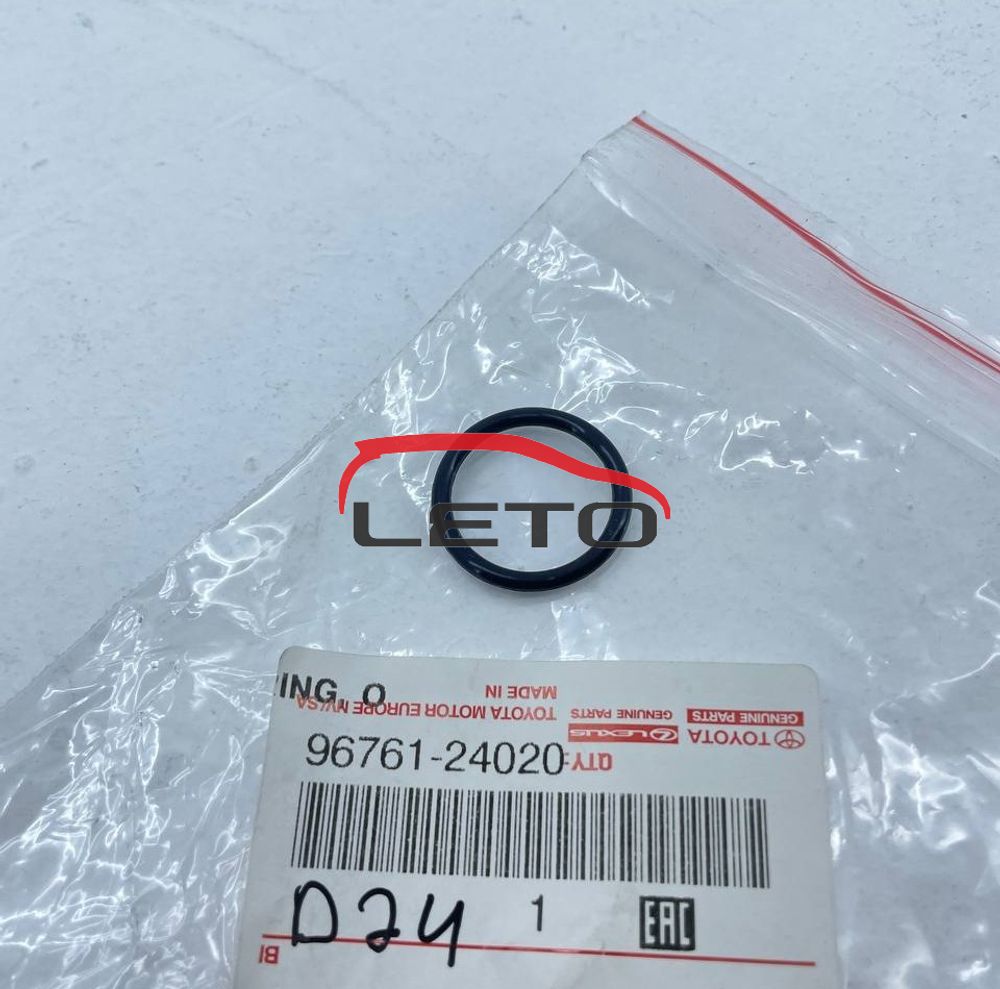 LETO
ING, O
MADE IN
TOYOTA MOTOR EUROPE NV/SA
GENUINE PARTS
GENUINE PARTS
TOYOTA
LEXUS
96761-24020
QTY
D24
1
EAC